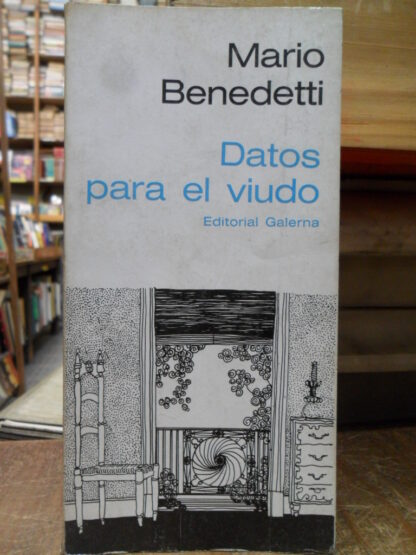 Mario
Benedetti
Datos
para el viudo
Editorial Galerna